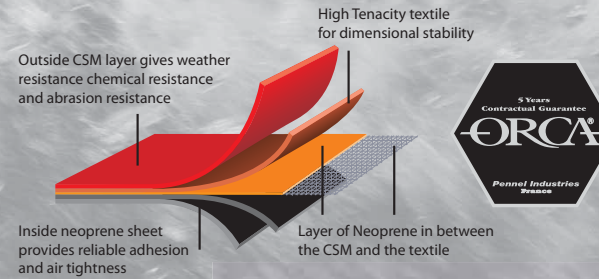 High Tenacity textile
for dimensional stability
Outside CSM layer gives weather
resistance chemical resistance
and abrasion resistance
5 Years
Contractual Guarantee
ORCA®
Pennel Industries
France
Inside neoprene sheet
provides reliable adhesion
and air tightness
Layer of Neoprene in between
the CSM and the textile